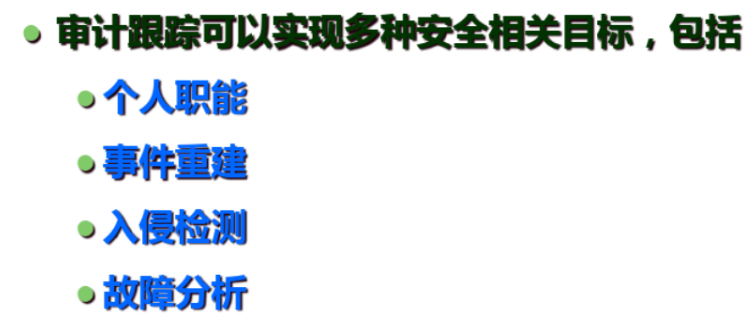 审计跟踪可以实现多种安全相关目标，包括
个人职能
事件重建
入侵检测
故障分析